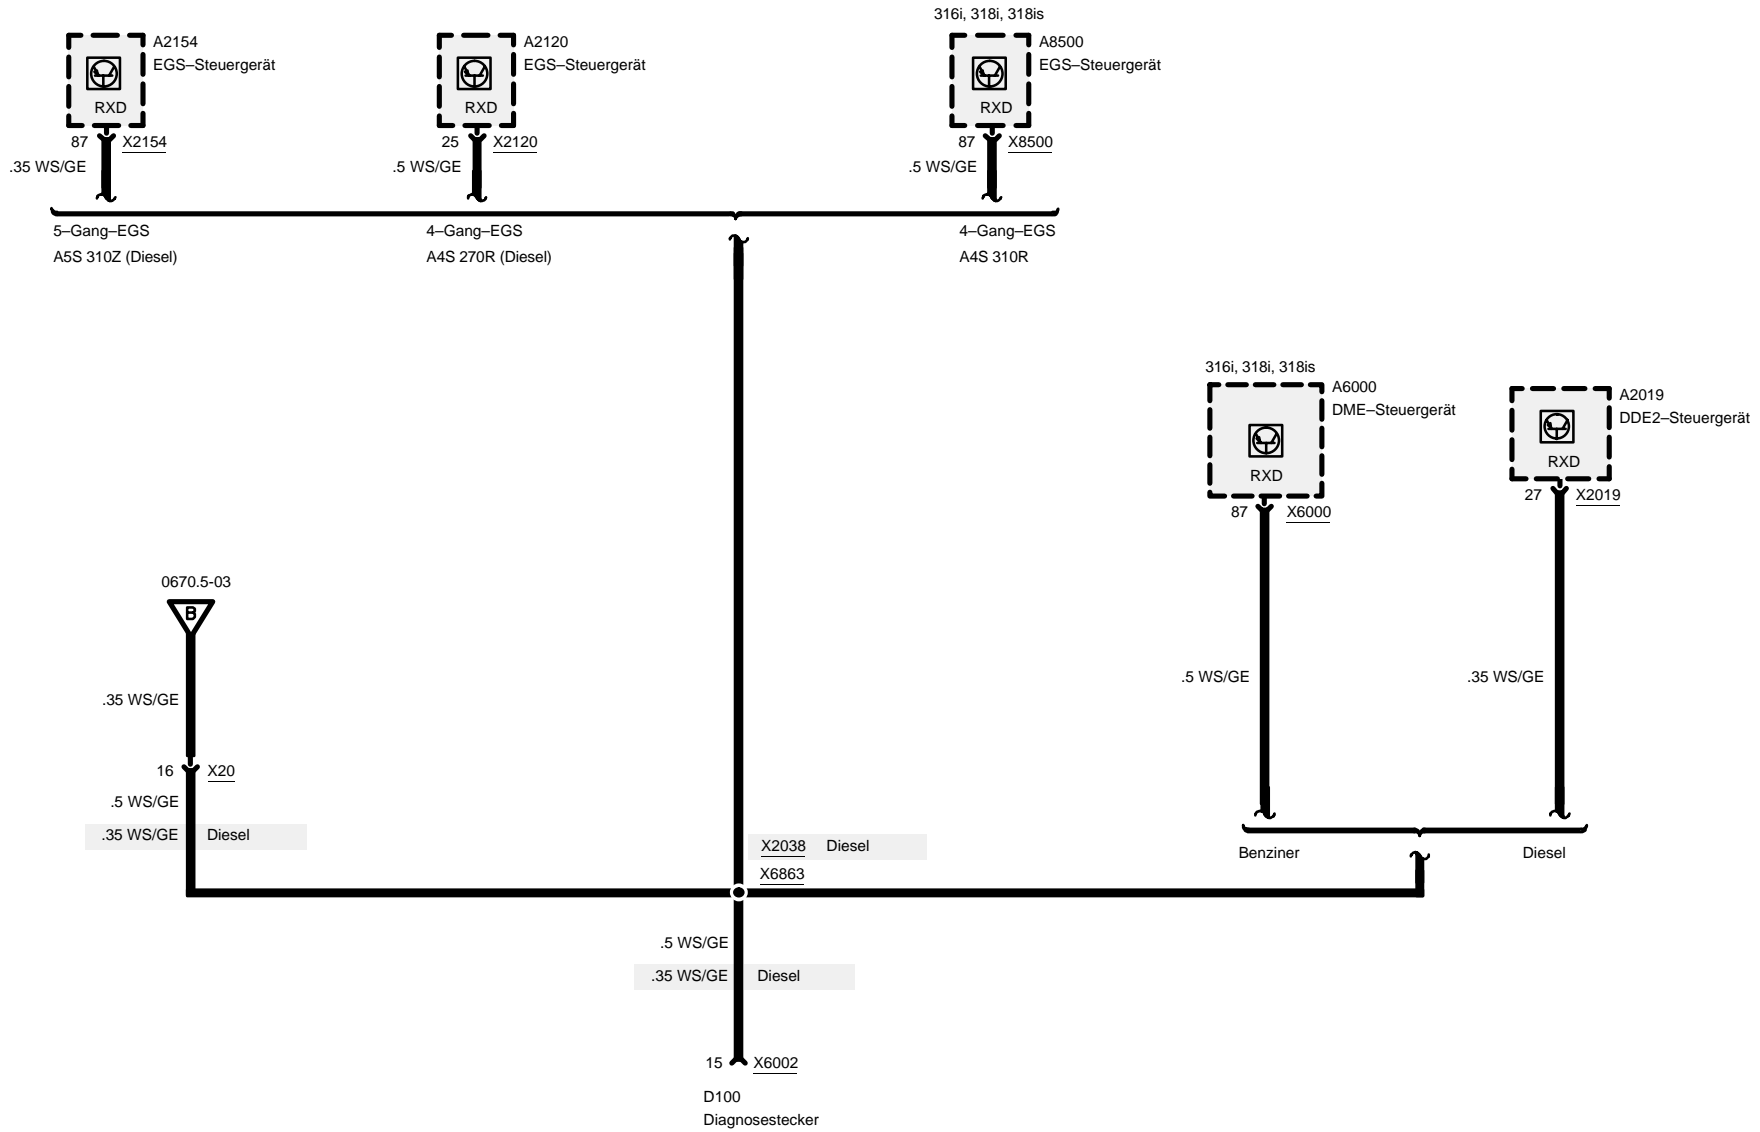 316i, 318i, 318is
A2154
EGS–Steuergerät
RXD
87 X2154
.35 WS/GE
A2120
EGS–Steuergerät
RXD
25 X2120
.5 WS/GE
A8500
EGS–Steuergerät
RXD
87 X8500
.5 WS/GE
5–Gang–EGS
A5S 310Z (Diesel)
4–Gang–EGS
A4S 270R (Diesel)
4–Gang–EGS
A4S 310R
316i, 318i, 318is
A6000
DME–Steuergerät
RXD
87 X6000
.5 WS/GE
A2019
DDE2–Steuergerät
RXD
27 X2019
.35 WS/GE
Benziner
Diesel
0670.5-03
B
.35 WS/GE
16 X20
.5 WS/GE
.35 WS/GE Diesel
X2038 Diesel
X6863
.5 WS/GE
.35 WS/GE Diesel
15 X6002
D100
Diagnosestecker